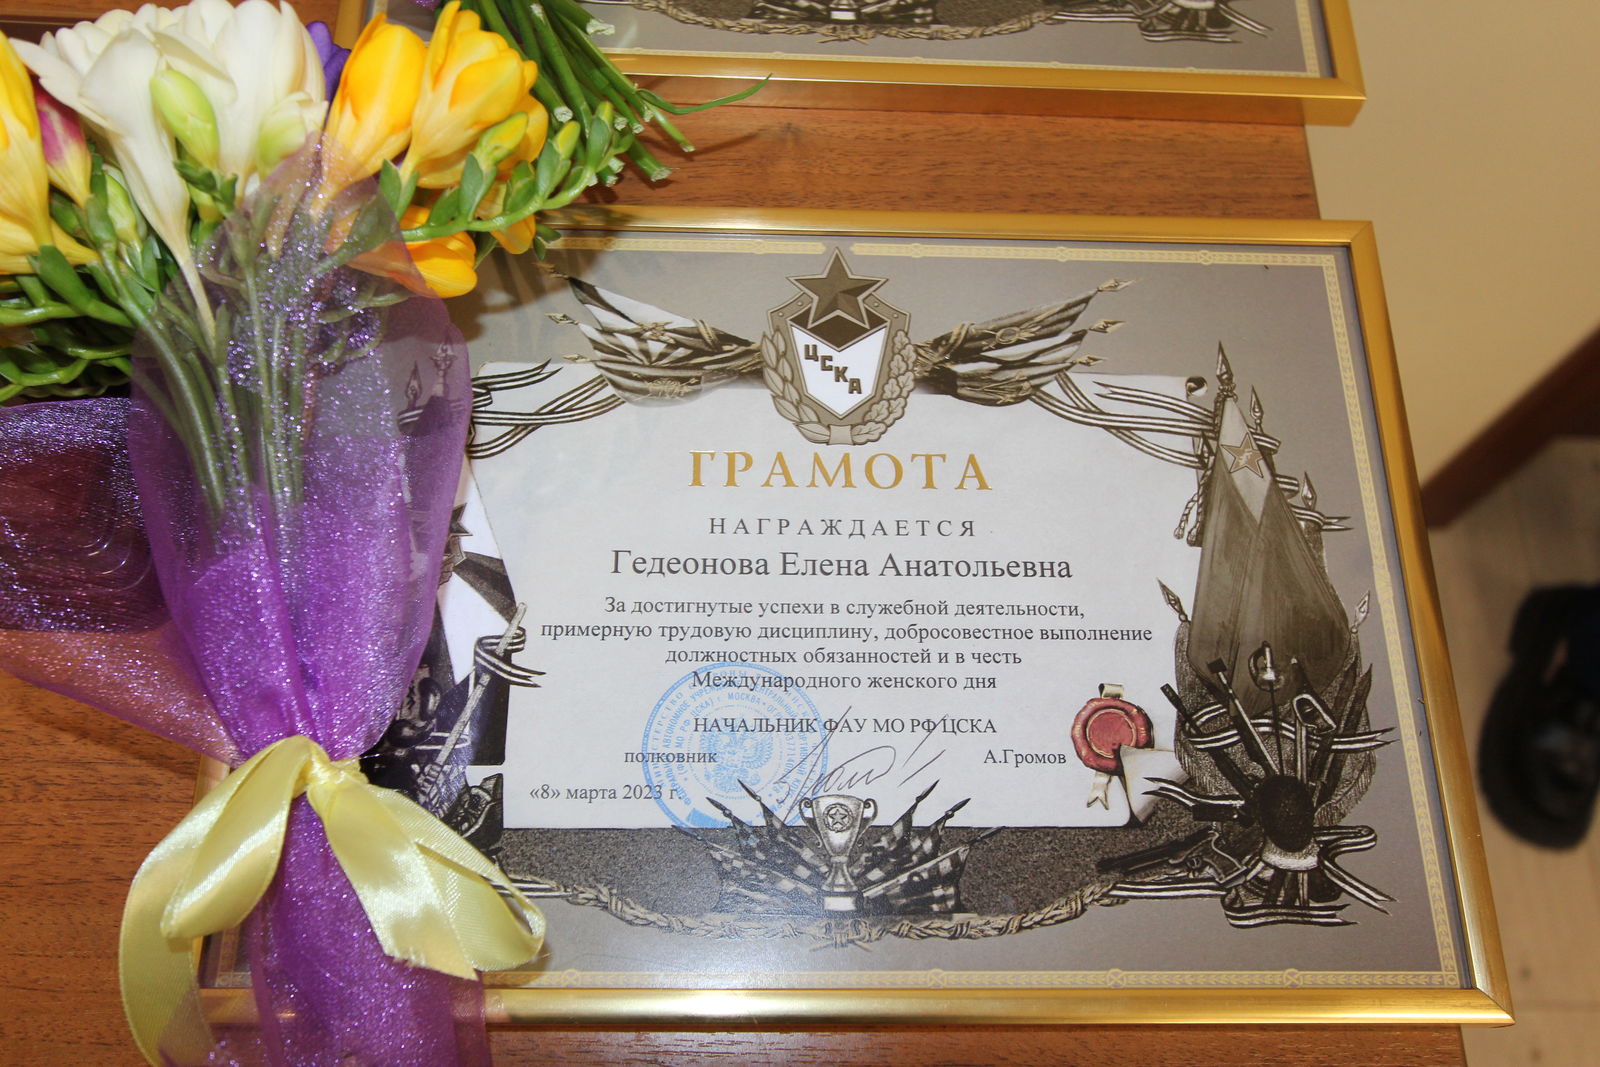 ЦСКА
ГРАМОТА
НАГРАЖДАЕТСЯ
Гедеонова Елена Анатольевна
За достигнутые успехи в служебной деятельности,
примерную трудовую дисциплину, добросовестное выполнение
должностных обязанностей и в честь
Международного женского дня
НАЧАЛЬНИК ФАУ МО РФ ЦСКА
полковник А.Громов
«8» марта 2023 г.